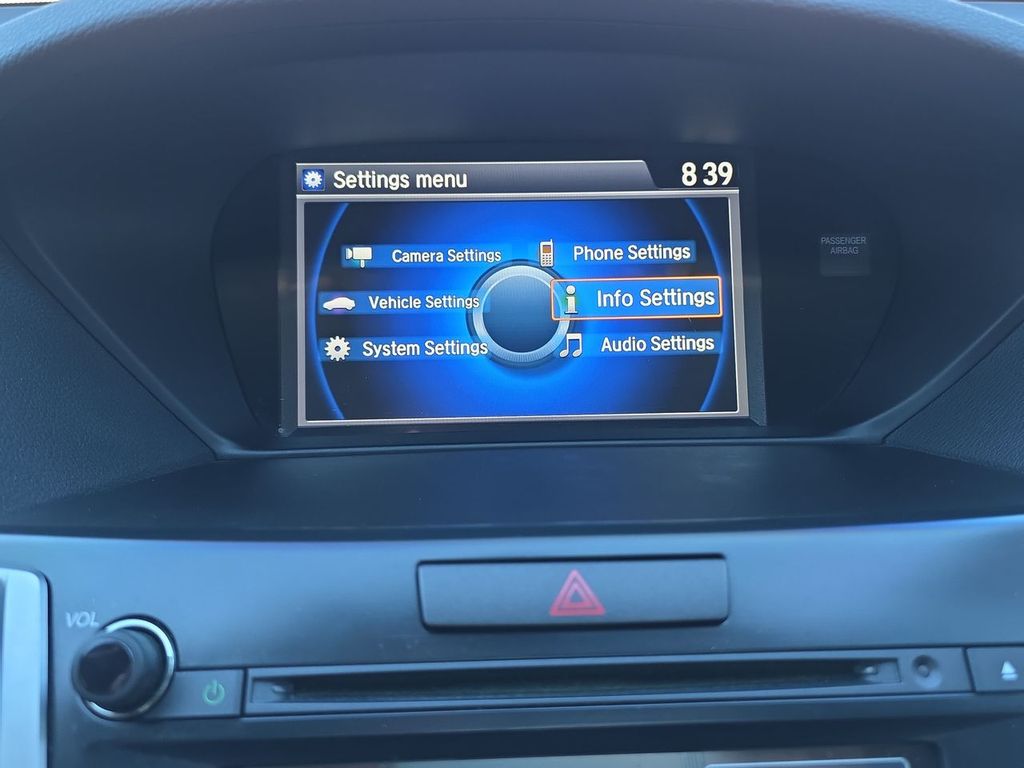 Settings menu
8 39
Camera Settings
Phone Settings
Vehicle Settings
Info Settings
System Settings
Audio Settings
PASSENGER
AIRBAG
VOL